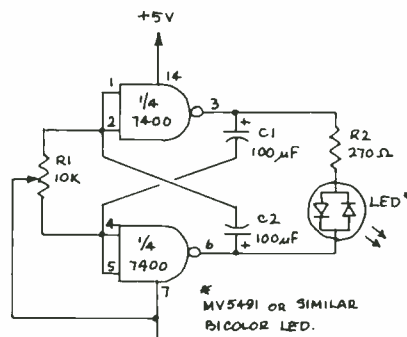 +5V
14
1
1/4
7400
2
3
+
C1
100µF
R1
10K
R2
270Ω
LED*
C2
100µF
+
4
1/4
7400
5
6
7
*
MV5491 OR SIMILAR
BICOLOR LED.